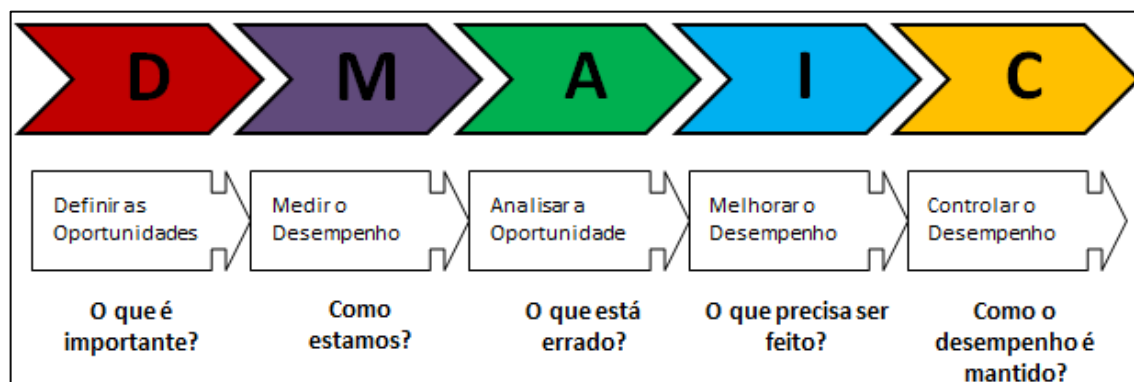 D
M
A
I
C
Definir as
Oportunidades
Medir o
Desempenho
Analisar a
Oportunidade
Melhorar o
Desempenho
Controlar o
Desempenho
O que é
importante?
Como
estamos?
O que está
errado?
O que precisa ser
feito?
Como o
desempenho é
mantido?